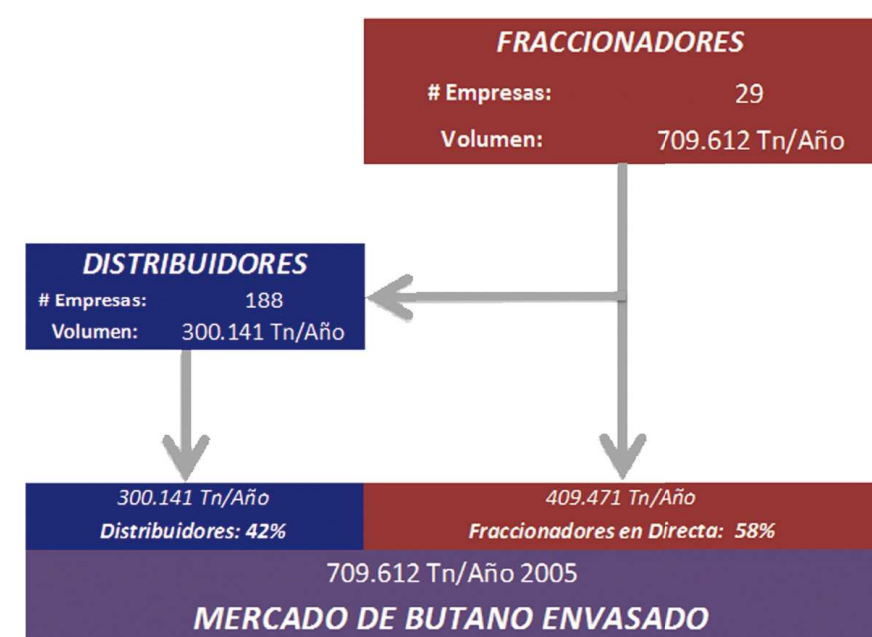 FRACCIONADORES
# Empresas: 29
Volumen: 709.612 Tn/Año
DISTRIBUIDORES
# Empresas: 188
Volumen: 300.141 Tn/Año
300.141 Tn/Año
Distribuidores: 42%
409.471 Tn/Año
Fraccionadores en Directa: 58%
709.612 Tn/Año 2005
MERCADO DE BUTANO ENVASADO